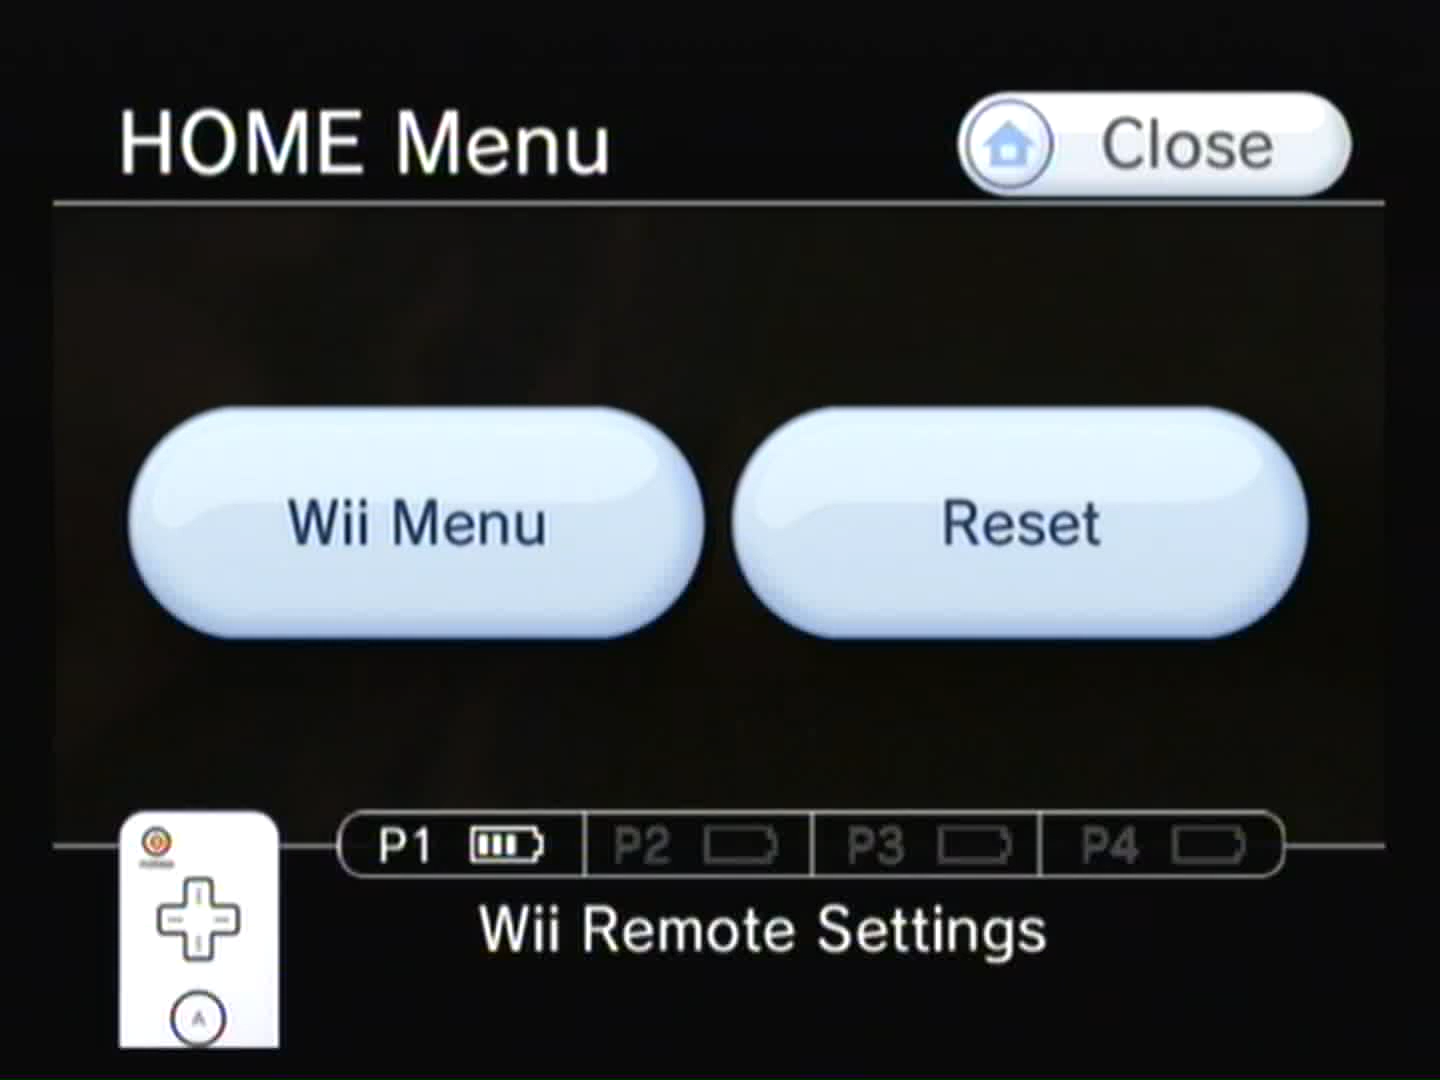 HOME Menu
Close
Wii Menu
Reset
P1
P2
P3
P4
Wii Remote Settings
A